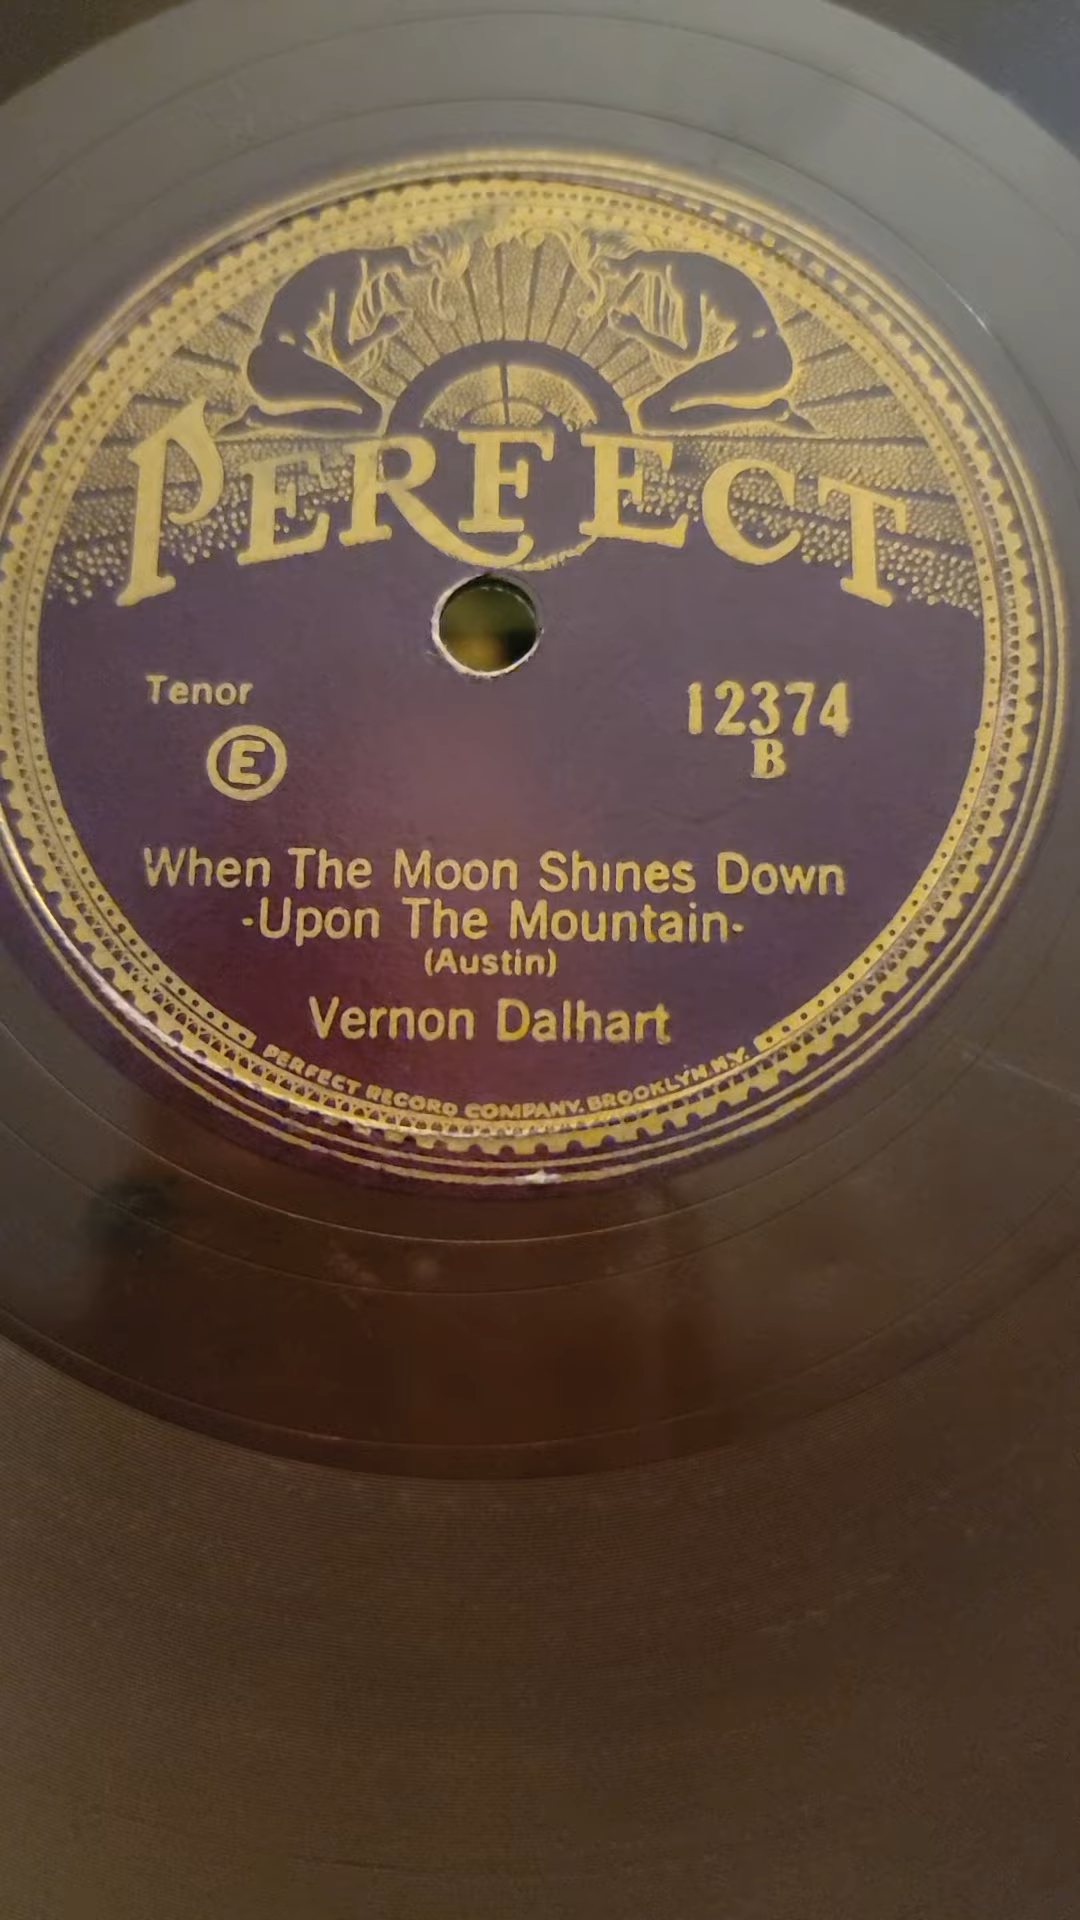 PERFECT
Tenor
12374
E
B
When The Moon Shines Down
-Upon The Mountain-
(Austin)
Vernon Dalhart
PERFECT RECORD COMPANY. BROOKLYN. N.Y.